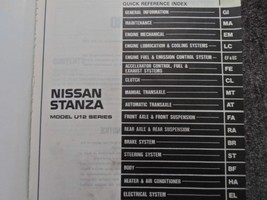 QUICK REFERENCE INDEX
GENERAL INFORMATION GI
MAINTENANCE MA
ENGINE MECHANICAL EM
ENGINE LUBRICATION & COOLING SYSTEMS LC
ENGINE FUEL & EMISSION CONTROL SYSTEM EF & EC
ACCELERATOR CONTROL, FUEL &
EXHAUST SYSTEMS FE
CLUTCH CL
MANUAL TRANSAXLE MT
AUTOMATIC TRANSAXLE AT
FRONT AXLE & FRONT SUSPENSION FA
REAR AXLE & REAR SUSPENSION RA
BRAKE SYSTEM BR
STEERING SYSTEM ST
BODY BF
HEATER & AIR CONDITIONER HA
ELECTRICAL SYSTEM EL
NISSAN
STANZA
MODEL U12 SERIES